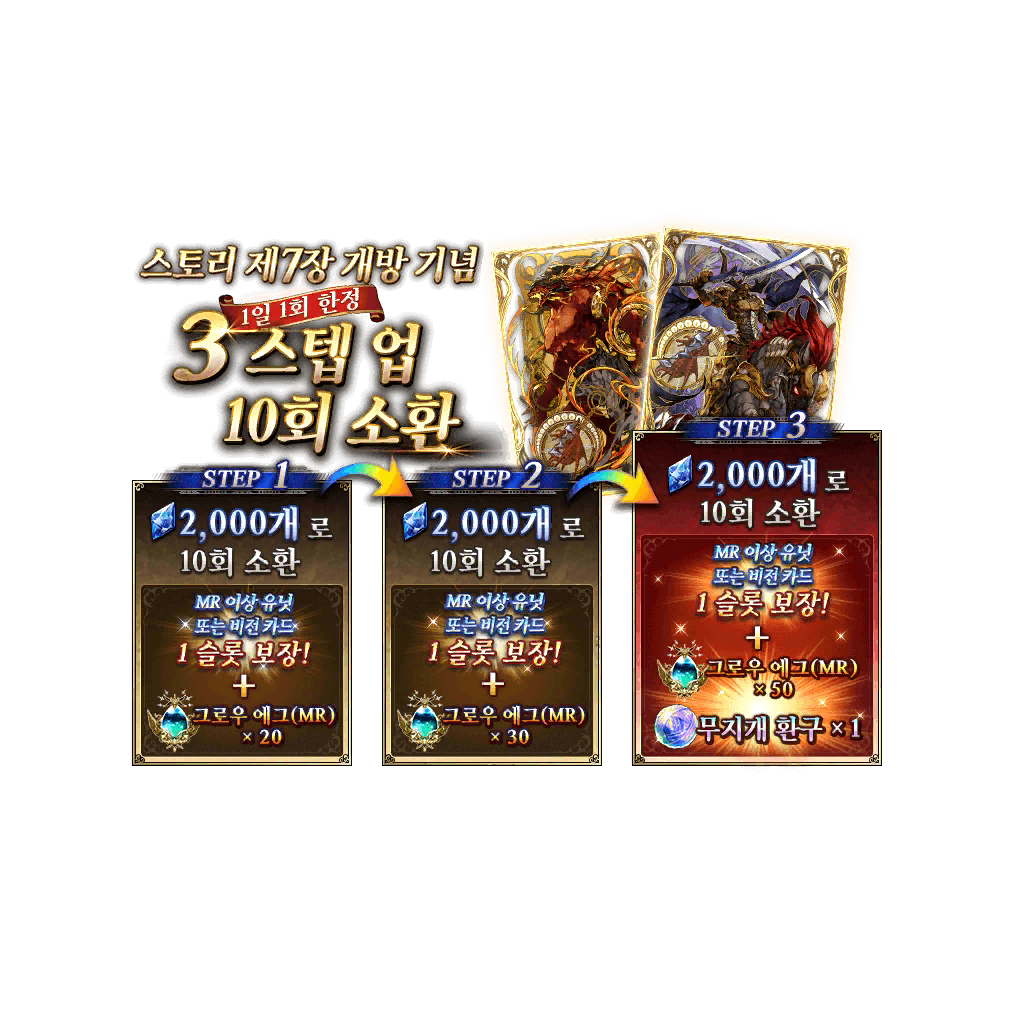 스토리 제7장 개방 기념
1일 1회 한정
3 스텝 업
10회 소환
STEP 1
2,000개 로
10회 소환
MR 이상 유닛
또는 비전 카드
1 슬롯 보장!
+
그로우 에그(MR)
× 20
STEP 2
2,000개 로
10회 소환
MR 이상 유닛
또는 비전 카드
1 슬롯 보장!
+
그로우 에그(MR)
× 30
STEP 3
2,000개 로
10회 소환
MR 이상 유닛
또는 비전 카드
1 슬롯 보장!
+
그로우 에그(MR)
× 50
무지개 환구 × 1